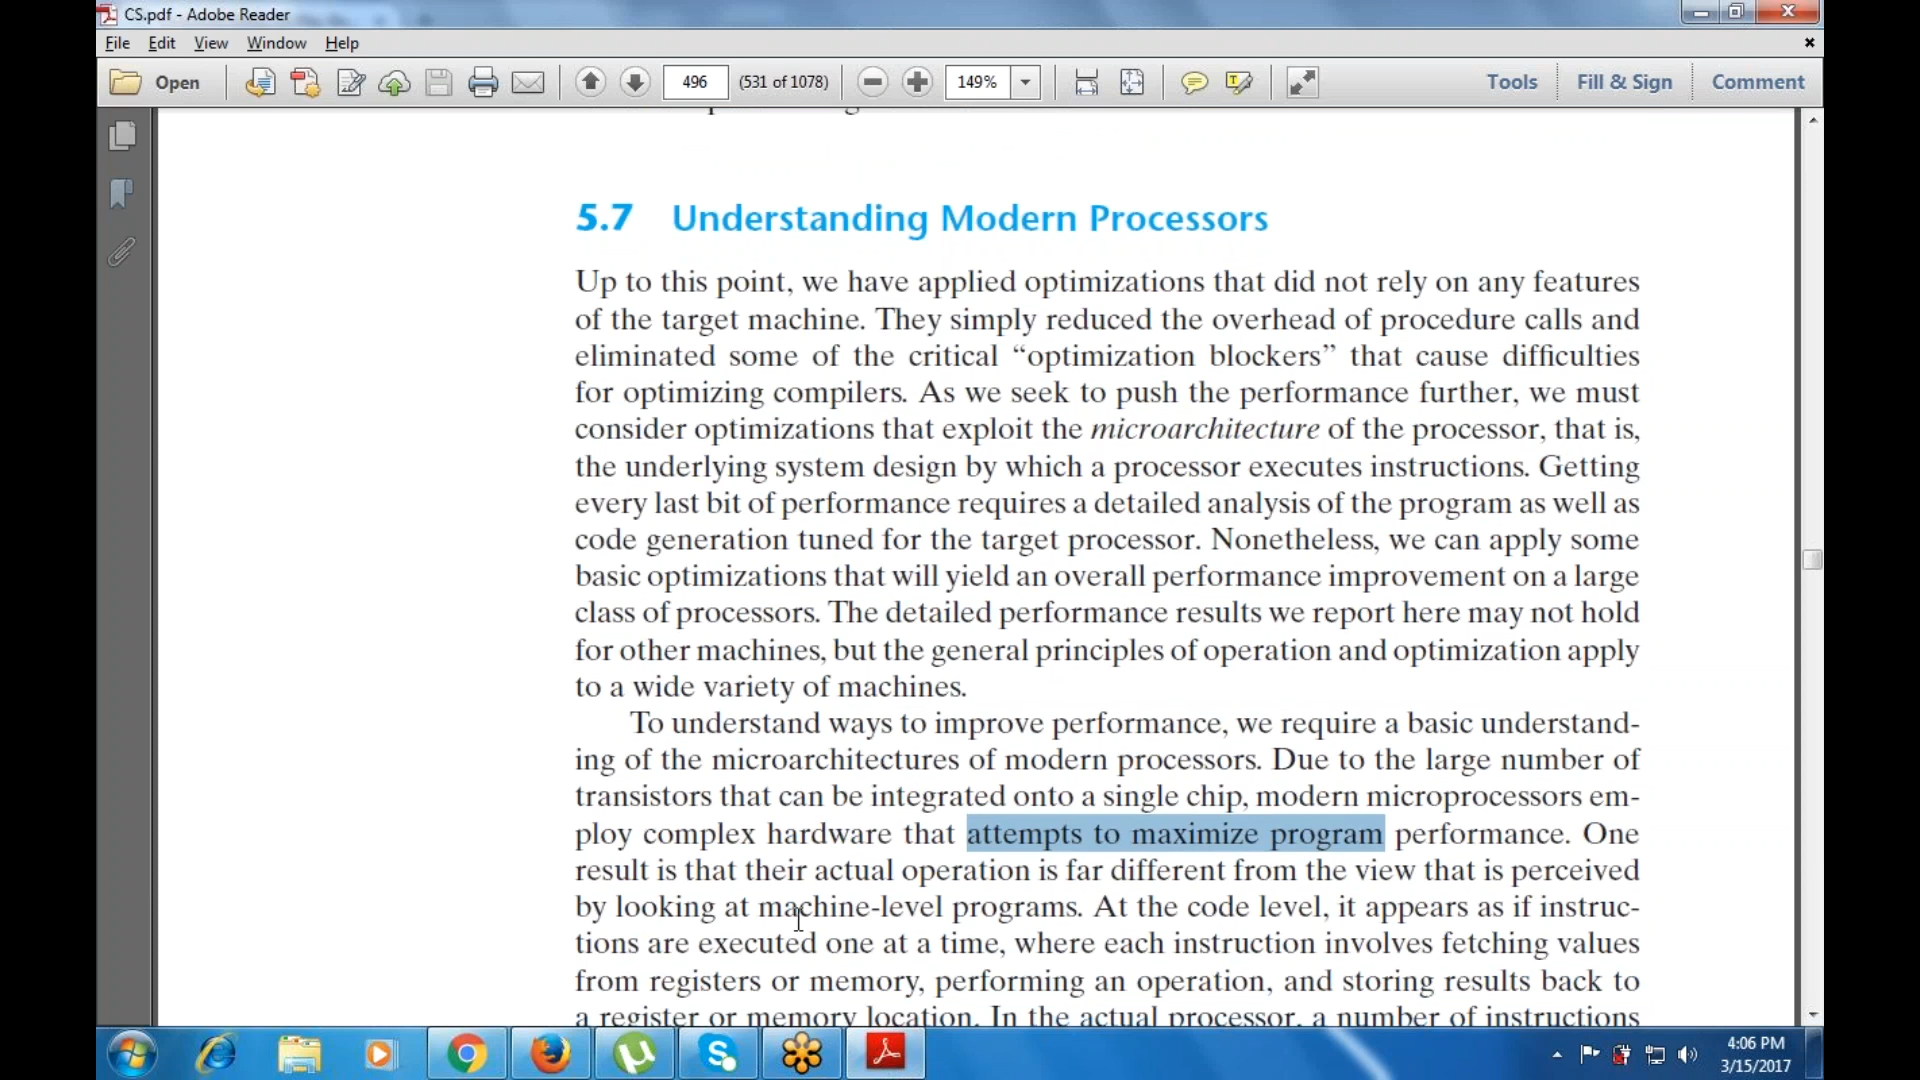 CS.pdf - Adobe Reader
File Edit View Window Help
Open 496 (531 of 1078) 149% Tools Fill & Sign Comment
5.7 Understanding Modern Processors
Up to this point, we have applied optimizations that did not rely on any features
of the target machine. They simply reduced the overhead of procedure calls and
eliminated some of the critical “optimization blockers” that cause difficulties
for optimizing compilers. As we seek to push the performance further, we must
consider optimizations that exploit the microarchitecture of the processor, that is,
the underlying system design by which a processor executes instructions. Getting
every last bit of performance requires a detailed analysis of the program as well as
code generation tuned for the target processor. Nonetheless, we can apply some
basic optimizations that will yield an overall performance improvement on a large
class of processors. The detailed performance results we report here may not hold
for other machines, but the general principles of operation and optimization apply
to a wide variety of machines.
To understand ways to improve performance, we require a basic understand-
ing of the microarchitectures of modern processors. Due to the large number of
transistors that can be integrated onto a single chip, modern microprocessors em-
ploy complex hardware that attempts to maximize program performance. One
result is that their actual operation is far different from the view that is perceived
by looking at machine-level programs. At the code level, it appears as if instruc-
tions are executed one at a time, where each instruction involves fetching values
from registers or memory, performing an operation, and storing results back to
a register or memory location. In the actual processor, a number of instructions
4:06 PM
3/15/2017